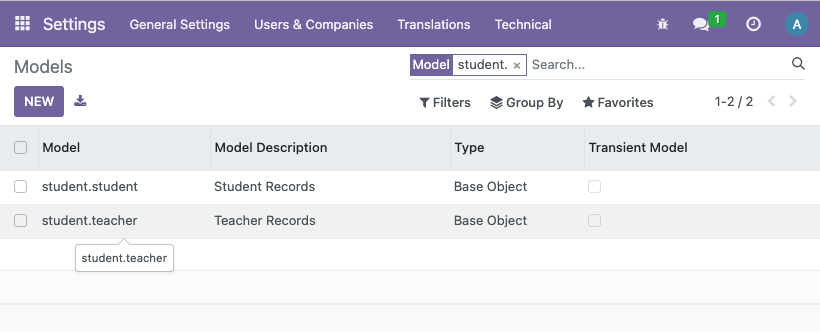 Settings General Settings Users & Companies Translations Technical 1 A
Models Model student. × Search...
NEW Filters Group By Favorites 1-2 / 2
Model Model Description Type Transient Model
student.student Student Records Base Object
student.teacher Teacher Records Base Object
student.teacher